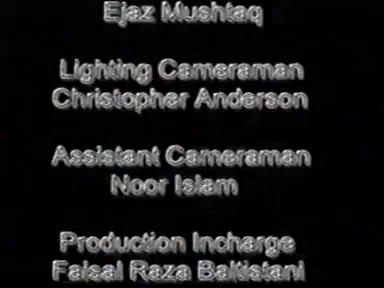 Ejaz Mushtaq
Lighting Cameraman
Christopher Anderson
Assistant Cameraman
Noor Islam
Production Incharge
Faisal Raza Baltistani